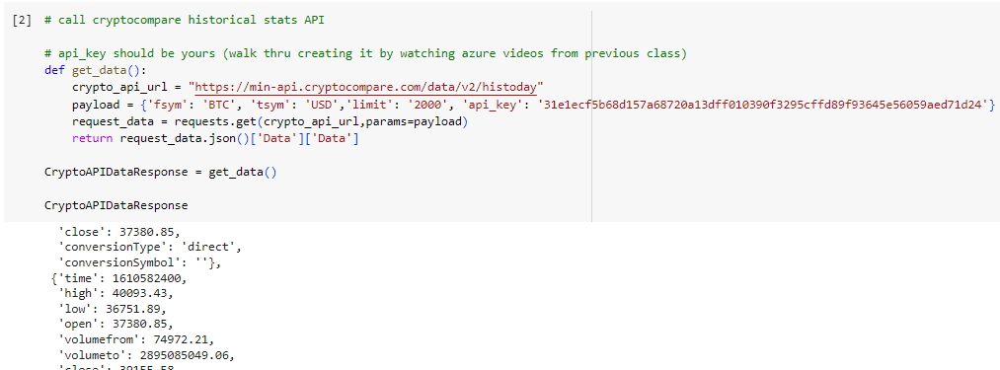 [2] # call cryptocompare historical stats API
# api_key should be yours (walk thru creating it by watching azure videos from previous class)
def get_data():
crypto_api_url = "https://min-api.cryptocompare.com/data/v2/histoday"
payload = {'fsym': 'BTC', 'tsym': 'USD','limit': '2000', 'api_key': '31e1ecf5b68d157a68720a13dff010390f3295cffd89f93645e56059aed71d24'}
request_data = requests.get(crypto_api_url,params=payload)
return request_data.json()['Data']['Data']
CryptoAPIDataResponse = get_data()
CryptoAPIDataResponse
'close': 37380.85,
'conversionType': 'direct',
'conversionSymbol': ''},
{'time': 1610582400,
'high': 40093.43,
'low': 36751.89,
'open': 37380.85,
'volumefrom': 74972.21,
'volumeto': 2895085049.06,
'close': 39155.58